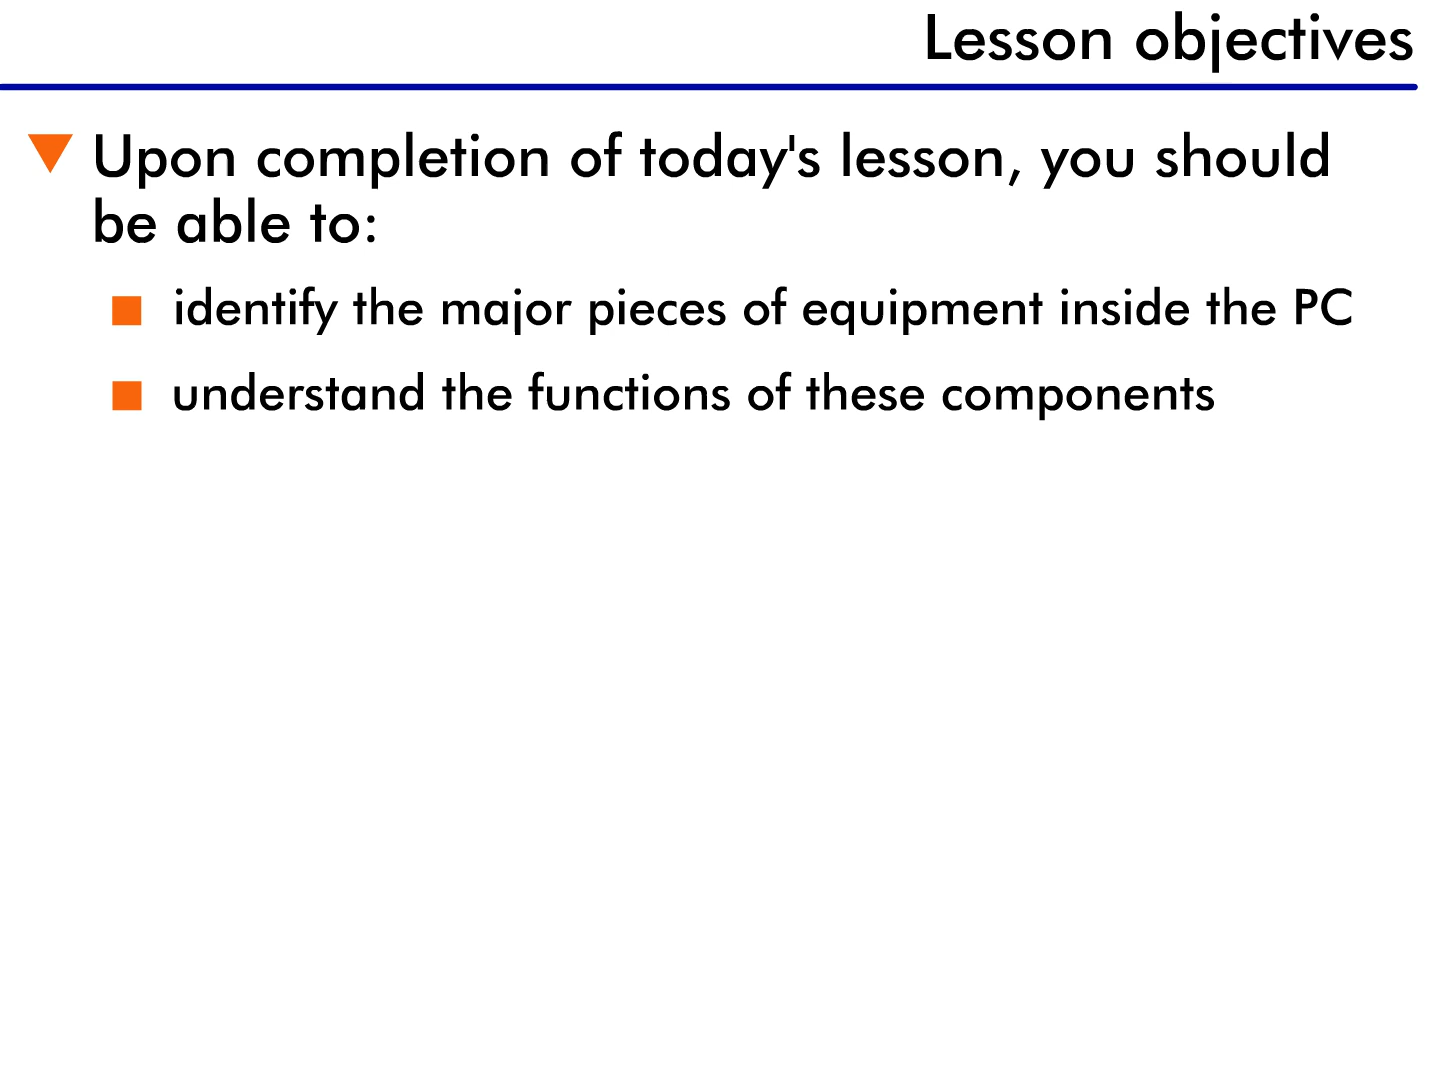 Lesson objectives
Upon completion of today's lesson, you should
be able to:
identify the major pieces of equipment inside the PC
understand the functions of these components